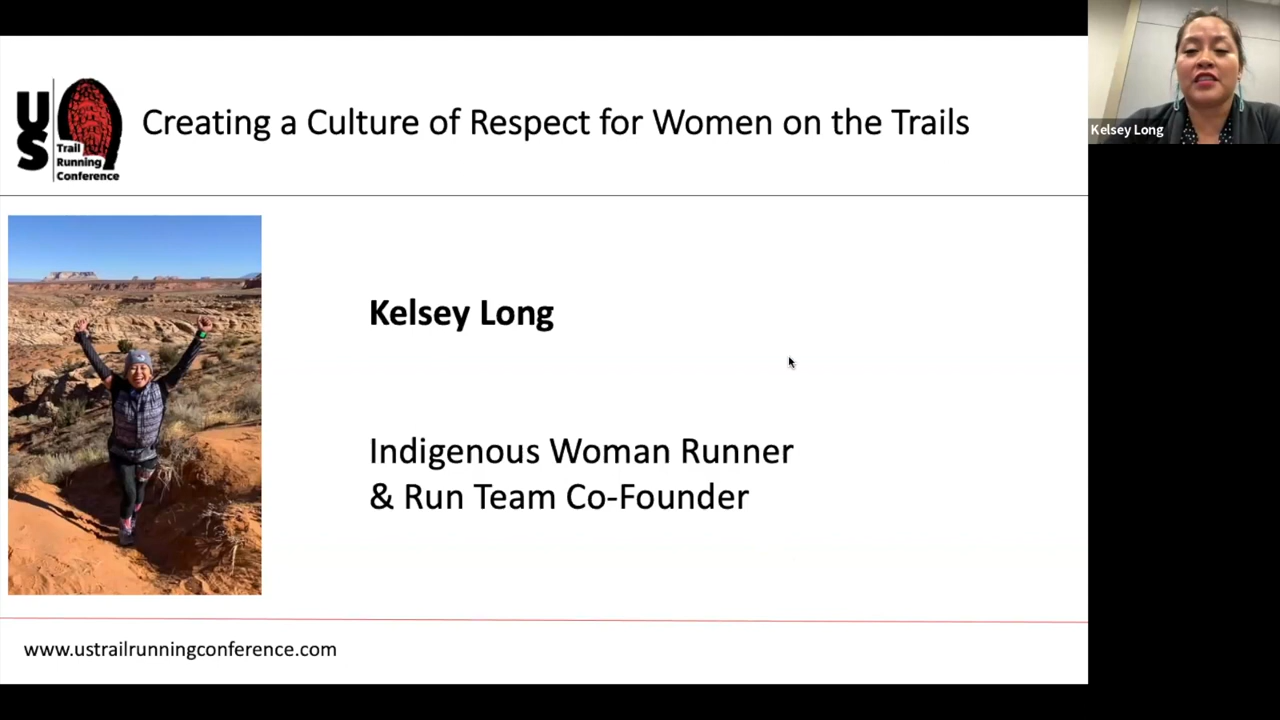 US
Trail
Running
Conference
Creating a Culture of Respect for Women on the Trails
Kelsey Long
Kelsey Long
Indigenous Woman Runner
& Run Team Co-Founder
www.ustrailrunningconference.com